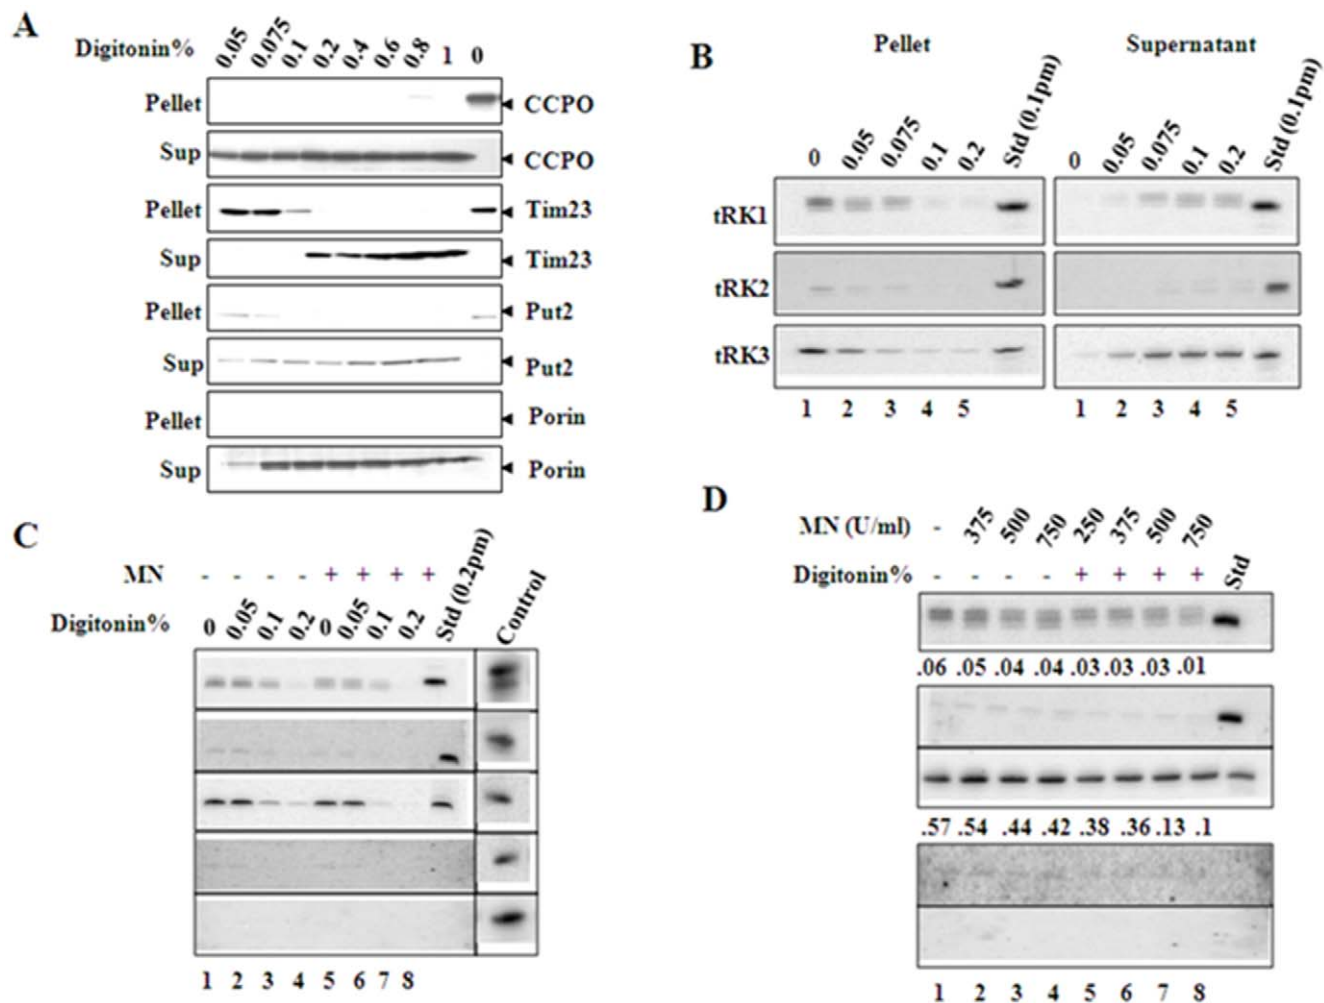 A
Digitonin% 0.05 0.075 0.1 0.2 0.4 0.6 0.8 1 0
Pellet CCPO
Sup CCPO
Pellet Tim23
Sup Tim23
Pellet Put2
Sup Put2
Pellet Porin
Sup Porin
B
Pellet Supernatant
0 0.05 0.075 0.1 0.2 Std (0.1pm) 0 0.05 0.075 0.1 0.2 Std (0.1pm)
tRK1
tRK2
tRK3
1 2 3 4 5 1 2 3 4 5
C
MN - - - - + + + + Std (0.2pm) Control
Digitonin% 0 0.05 0.1 0.2 0 0.05 0.1 0.2
1 2 3 4 5 6 7 8
D
MN (U/ml) - 375 500 750 250 375 500 750 Std
Digitonin% - - - - + + + +
.06 .05 .04 .04 .03 .03 .03 .01
.57 .54 .44 .42 .38 .36 .13 .1
1 2 3 4 5 6 7 8